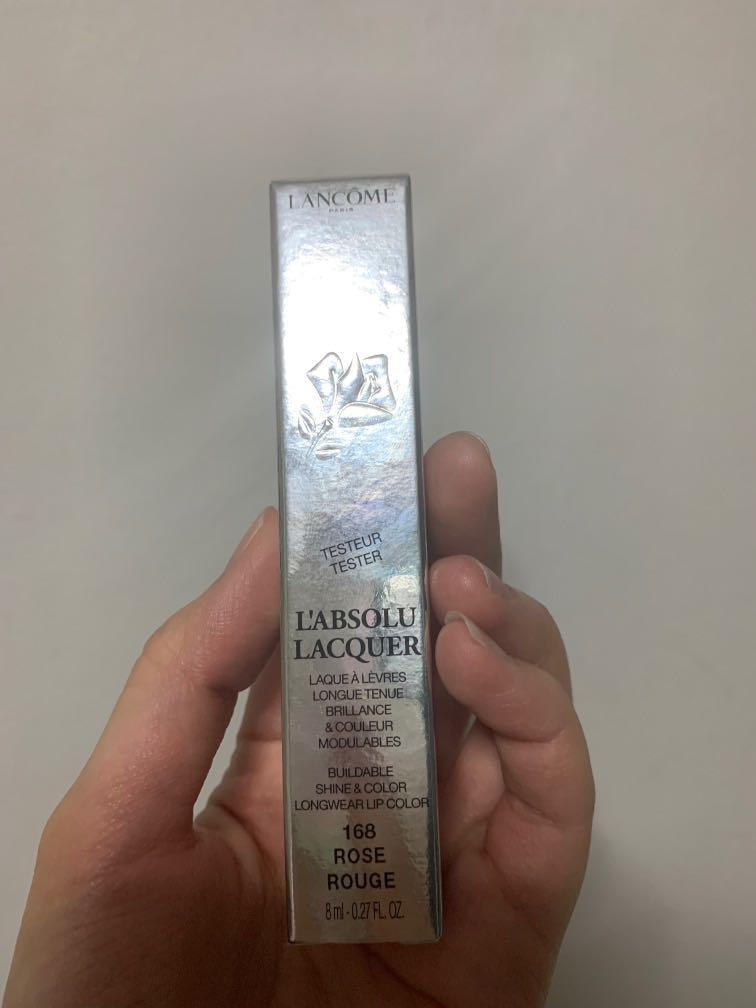 LANCÔME
PARIS
TESTEUR
TESTER
L'ABSOLU
LACQUER
LAQUE À LÈVRES
LONGUE TENUE
BRILLANCE
& COULEUR
MODULABLES
BUILDABLE
SHINE & COLOR
LONGWEAR LIP COLOR
168
ROSE
ROUGE
8 ml - 0.27 FL. OZ.